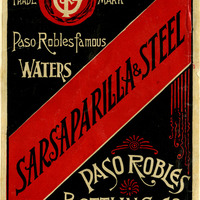 TRADE MARK
Paso Robles famous
WATERS
SARSAPARILLA & STEEL
PASO ROBLES
BOTTLING CO